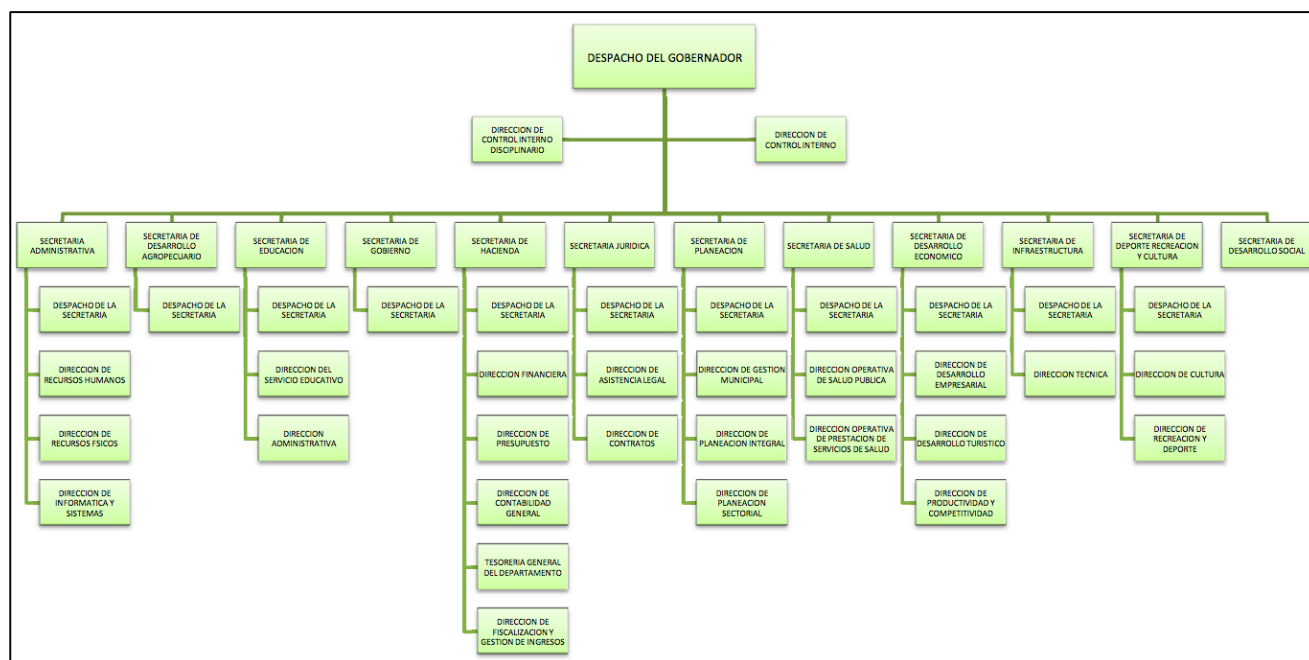 DESPACHO DEL GOBERNADOR
DIRECCION DE
CONTROL INTERNO
DISCIPLINARIO
DIRECCION DE
CONTROL INTERNO
SECRETARIA
ADMINISTRATIVA
SECRETARIA DE
DESARROLLO
AGROPECUARIO
SECRETARIA DE
EDUCACION
SECRETARIA DE
GOBIERNO
SECRETARIA DE
HACIENDA
SECRETARIA JURIDICA
SECRETARIA DE
PLANEACION
SECRETARIA DE SALUD
SECRETARIA DE
DESARROLLO
ECONOMICO
SECRETARIA DE
INFRAESTRUCTURA
SECRETARIA DE
DEPORTE RECREACION
Y CULTURA
SECRETARIA DE
DESARROLLO SOCIAL
DESPACHO DE LA
SECRETARIA
DIRECCION DE
RECURSOS HUMANOS
DIRECCION DE
RECURSOS FSICOS
DIRECCION DE
INFORMATICA Y
SISTEMAS
DESPACHO DE LA
SECRETARIA
DESPACHO DE LA
SECRETARIA
DIRECCION DEL
SERVICIO EDUCATIVO
DIRECCION
ADMINISTRATIVA
DESPACHO DE LA
SECRETARIA
DESPACHO DE LA
SECRETARIA
DIRECCION FINANCIERA
DIRECCION DE
PRESUPUESTO
DIRECCION DE
CONTABILIDAD
GENERAL
TESORERIA GENERAL
DEL DEPARTAMENTO
DIRECCION DE
FISCALIZACION Y
GESTION DE INGRESOS
DESPACHO DE LA
SECRETARIA
DIRECCION DE
ASISTENCIA LEGAL
DIRECCION DE
CONTRATOS
DESPACHO DE LA
SECRETARIA
DIRECCION DE GESTION
MUNICIPAL
DIRECCION DE
PLANEACION INTEGRAL
DIRECCION DE
PLANEACION
SECTORIAL
DESPACHO DE LA
SECRETARIA
DIRECCION OPERATIVA
DE SALUD PUBLICA
DIRECCION OPERATIVA
DE PRESTACION DE
SERVICIOS DE SALUD
DESPACHO DE LA
SECRETARIA
DIRECCION DE
DESARROLLO
EMPRESARIAL
DIRECCION DE
DESARROLLO TURISTICO
DIRECCION DE
PRODUCTIVIDAD Y
COMPETITIVIDAD
DESPACHO DE LA
SECRETARIA
DIRECCION TECNICA
DESPACHO DE LA
SECRETARIA
DIRECCION DE CULTURA
DIRECCION DE
RECREACION Y
DEPORTE